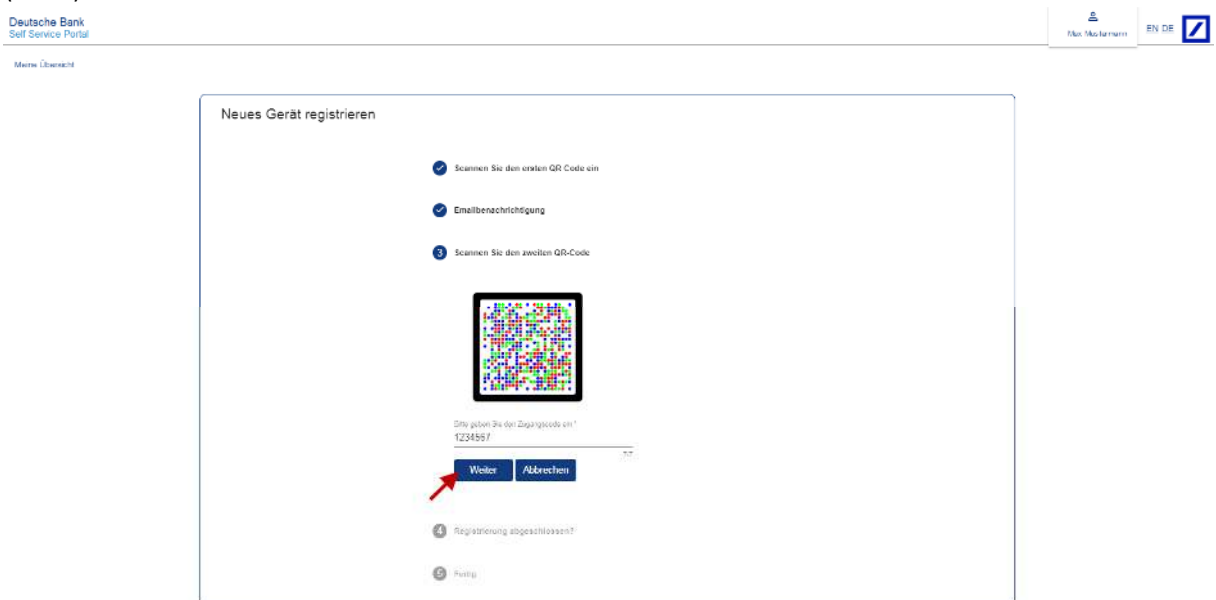 Deutsche Bank
Self Service Portal
Max Mustermann
EN DE
Meine Übersicht
Neues Gerät registrieren
Scannen Sie den ersten QR Code ein
Emailbenachrichtigung
3 Scannen Sie den zweiten QR-Code
Bitte geben Sie den Zugangscode ein *
1234567
7/7
Weiter Abbrechen
4 Registrierung abgeschlossen?
5 Fertig